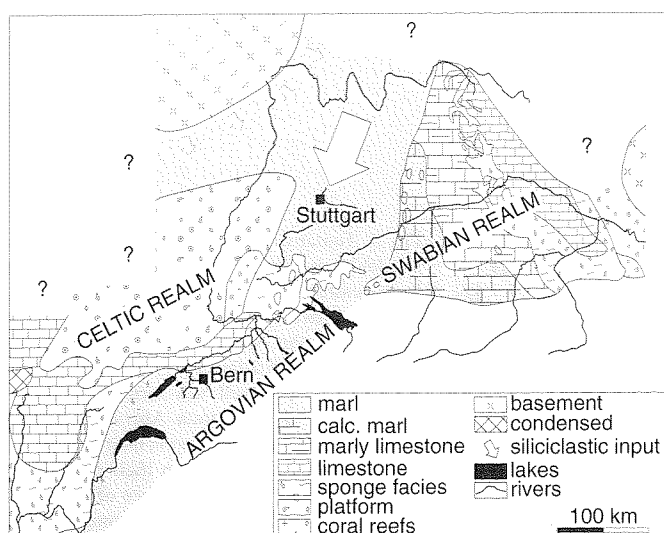 ?
?
Stuttgart
?
?
SWABIAN REALM
CELTIC REALM
?
Bern
ARGOVIAN REALM
marl
calc. marl
marly limestone
limestone
sponge facies
platform
coral reefs
basement
condensed
siliciclastic input
lakes
rivers
100 km